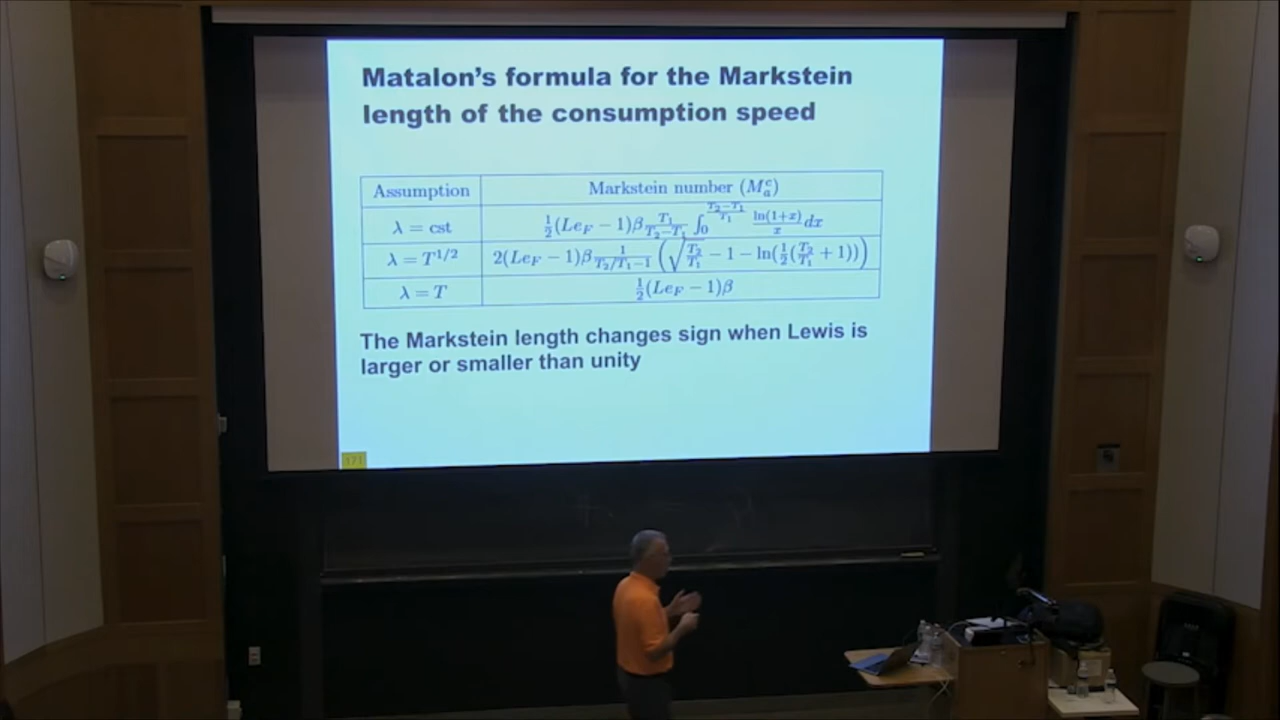 Matalon's formula for the Markstein
length of the consumption speed
Assumption Markstein number (M_a^c)
λ = cst ½(Le_F − 1)β T₁/(T₂−T₁) ∫₀^((T₂−T₁)/T₁) ln(1+x)/x dx
λ = T^{1/2} 2(Le_F − 1)β 1/(T₂/T₁−1) (√(T₂/T₁) − 1 − ln(½(√(T₂/T₁) + 1)))
λ = T ½(Le_F − 1)β
The Markstein length changes sign when Lewis is
larger or smaller than unity
171